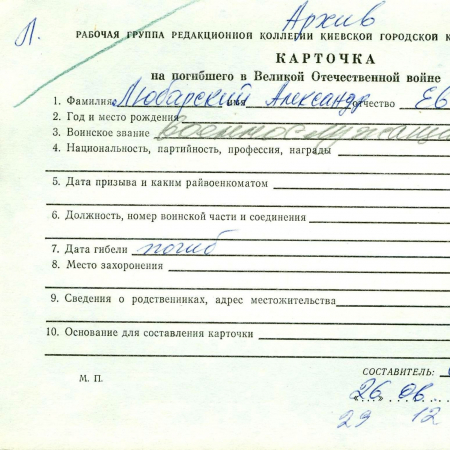 Л.
Архив
РАБОЧАЯ ГРУППА РЕДАКЦИОННОЙ КОЛЛЕГИИ КИЕВСКОЙ ГОРОДСКОЙ К
КАРТОЧКА
на погибшего в Великой Отечественной войне
1. Фамилия Любарский имя Александр отчество Ев
2. Год и место рождения
3. Воинское звание военнослужащи
4. Национальность, партийность, профессия, награды
5. Дата призыва и каким райвоенкоматом
6. Должность, номер воинской части и соединения
7. Дата гибели погиб
8. Место захоронения
9. Сведения о родственниках, адрес местожительства
10. Основание для составления карточки
СОСТАВИТЕЛЬ:
М. П.
«26» 06
29 12